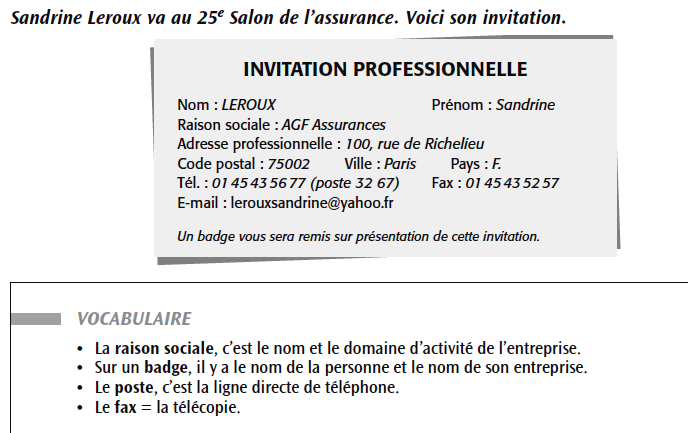 Sandrine Leroux va au 25e Salon de l'assurance. Voici son invitation.
INVITATION PROFESSIONNELLE
Nom : LEROUX Prénom : Sandrine
Raison sociale : AGF Assurances
Adresse professionnelle : 100, rue de Richelieu
Code postal : 75002 Ville : Paris Pays : F.
Tél. : 01 45 43 56 77 (poste 32 67) Fax : 01 45 43 52 57
E-mail : lerouxsandrine@yahoo.fr
Un badge vous sera remis sur présentation de cette invitation.
VOCABULAIRE
• La raison sociale, c'est le nom et le domaine d'activité de l'entreprise.
• Sur un badge, il y a le nom de la personne et le nom de son entreprise.
• Le poste, c'est la ligne directe de téléphone.
• Le fax = la télécopie.